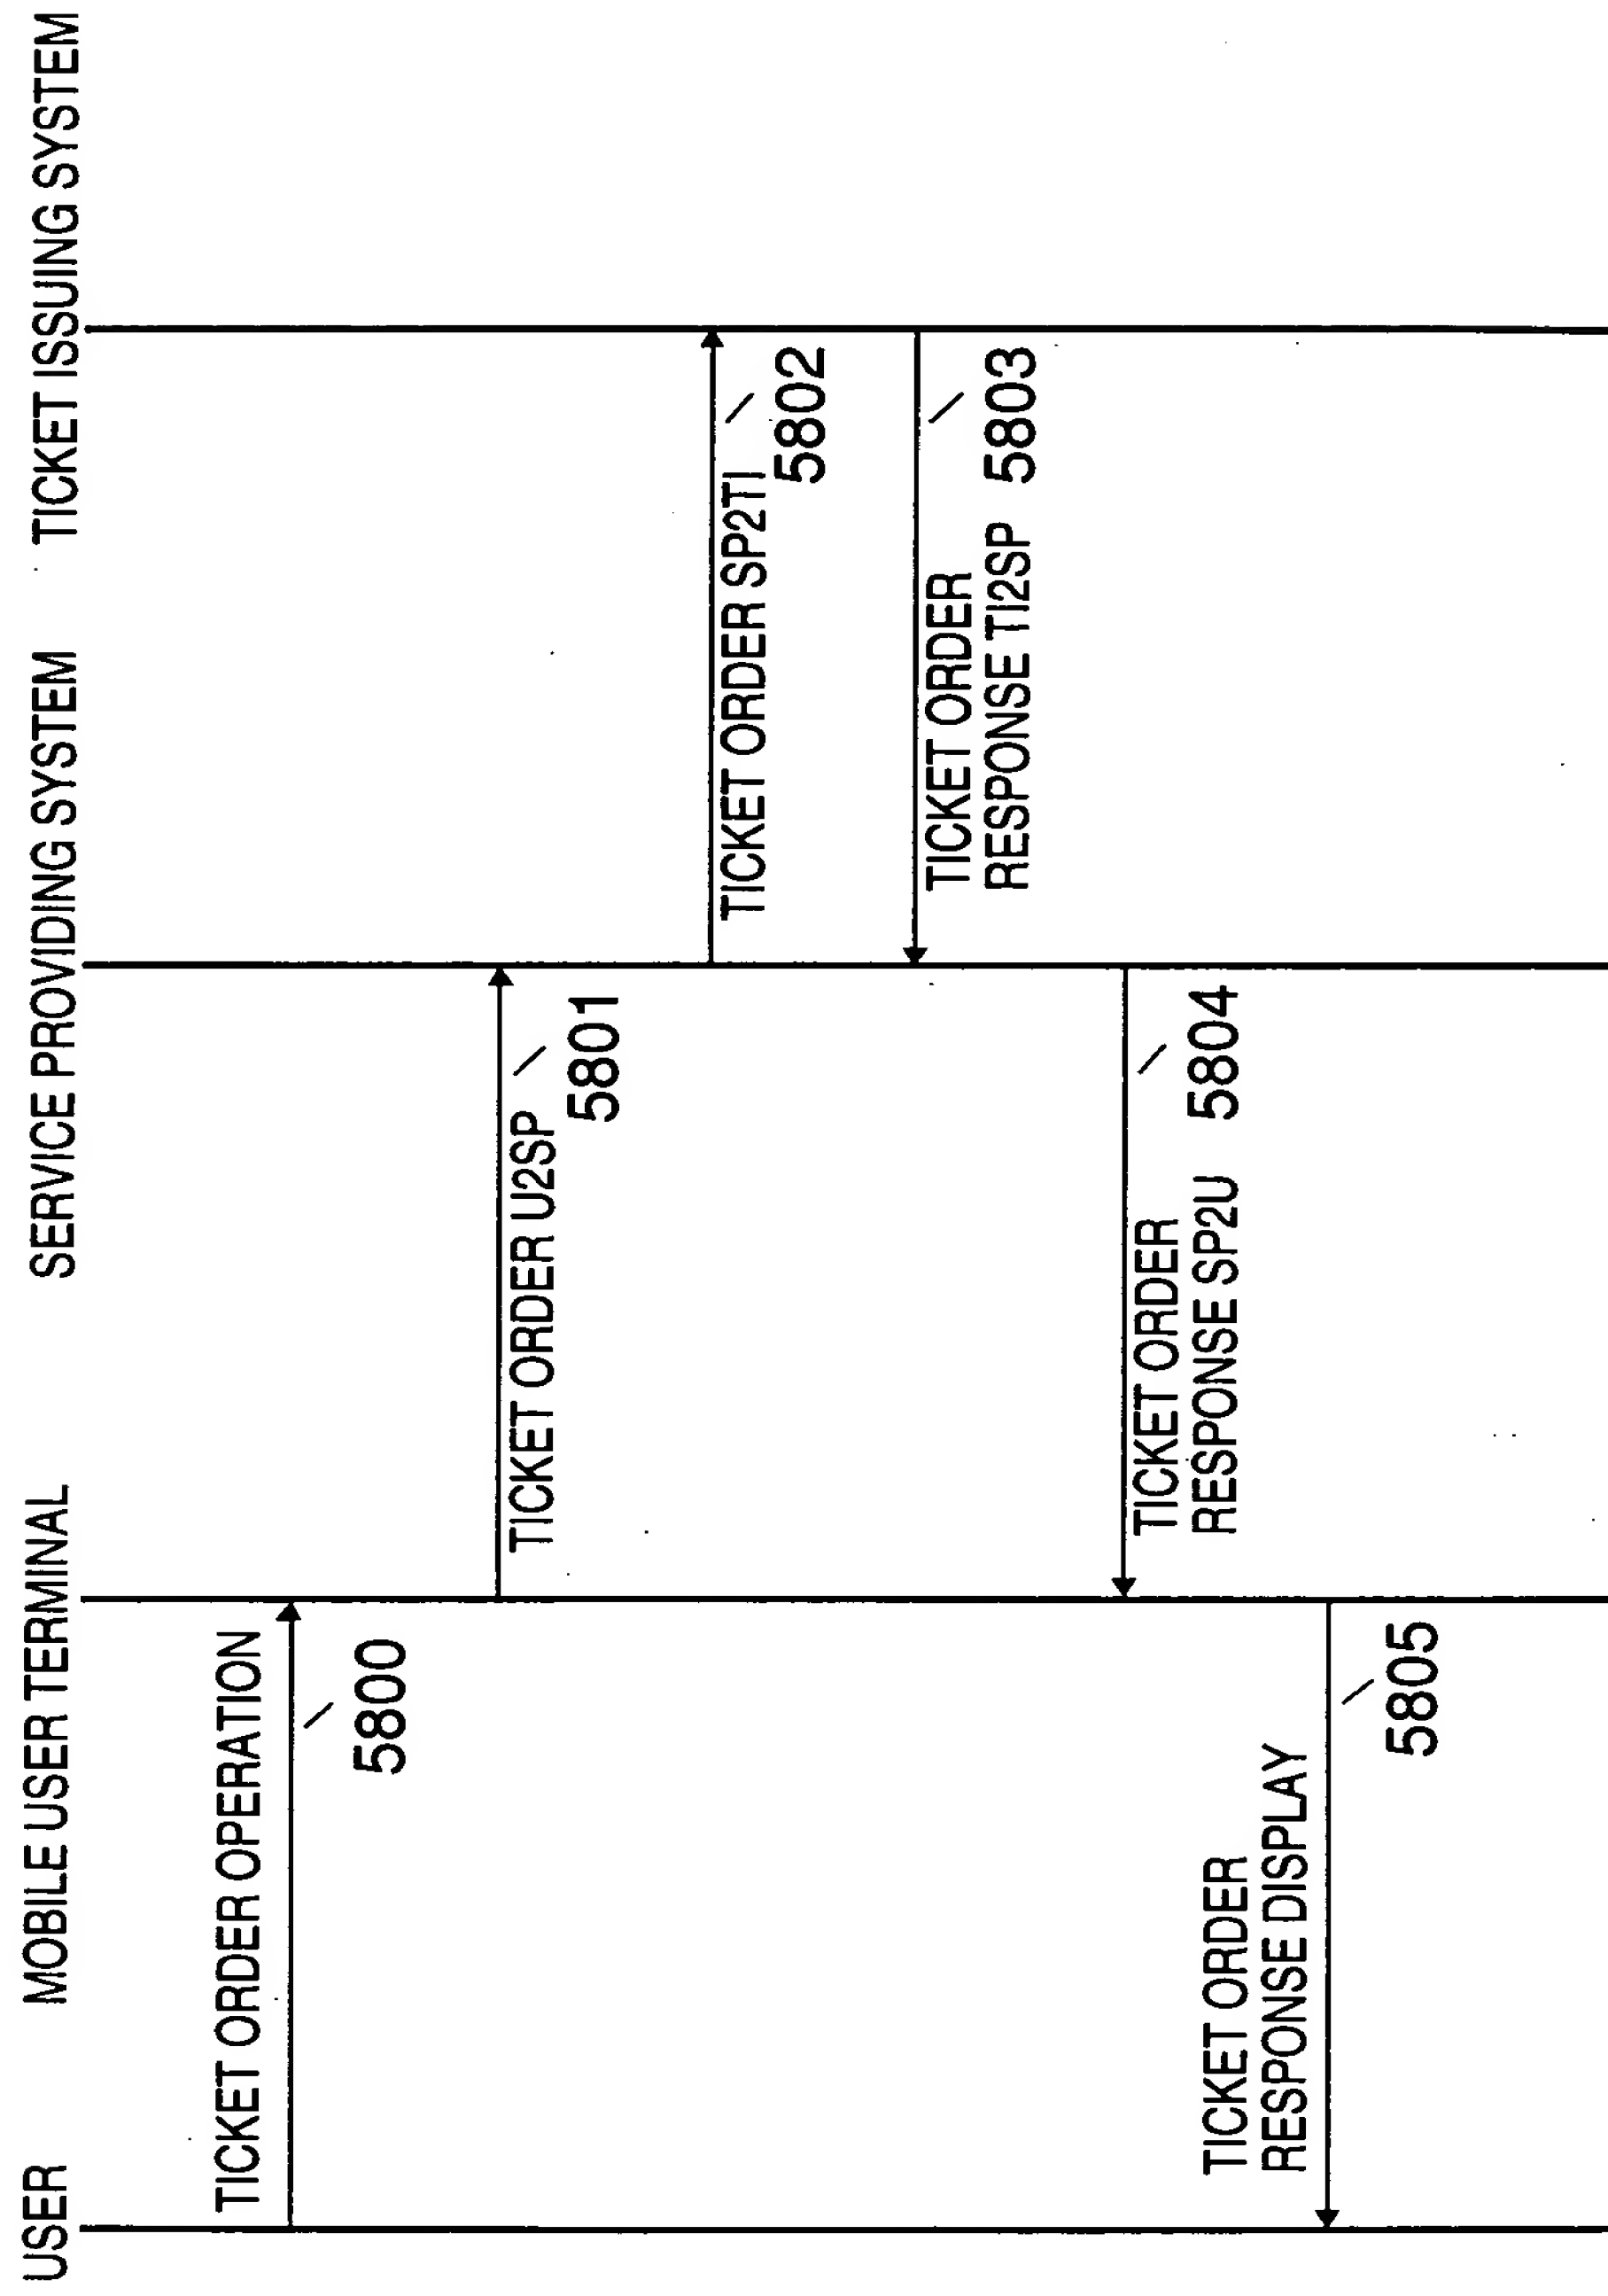 USER
MOBILE USER TERMINAL
SERVICE PROVIDING SYSTEM
TICKET ISSUING SYSTEM
TICKET ORDER OPERATION
5800
TICKET ORDER U2SP
5801
TICKET ORDER SP2TI
5802
TICKET ORDER
RESPONSE TI2SP
5803
TICKET ORDER
RESPONSE SP2U
5804
TICKET ORDER
RESPONSE DISPLAY
5805